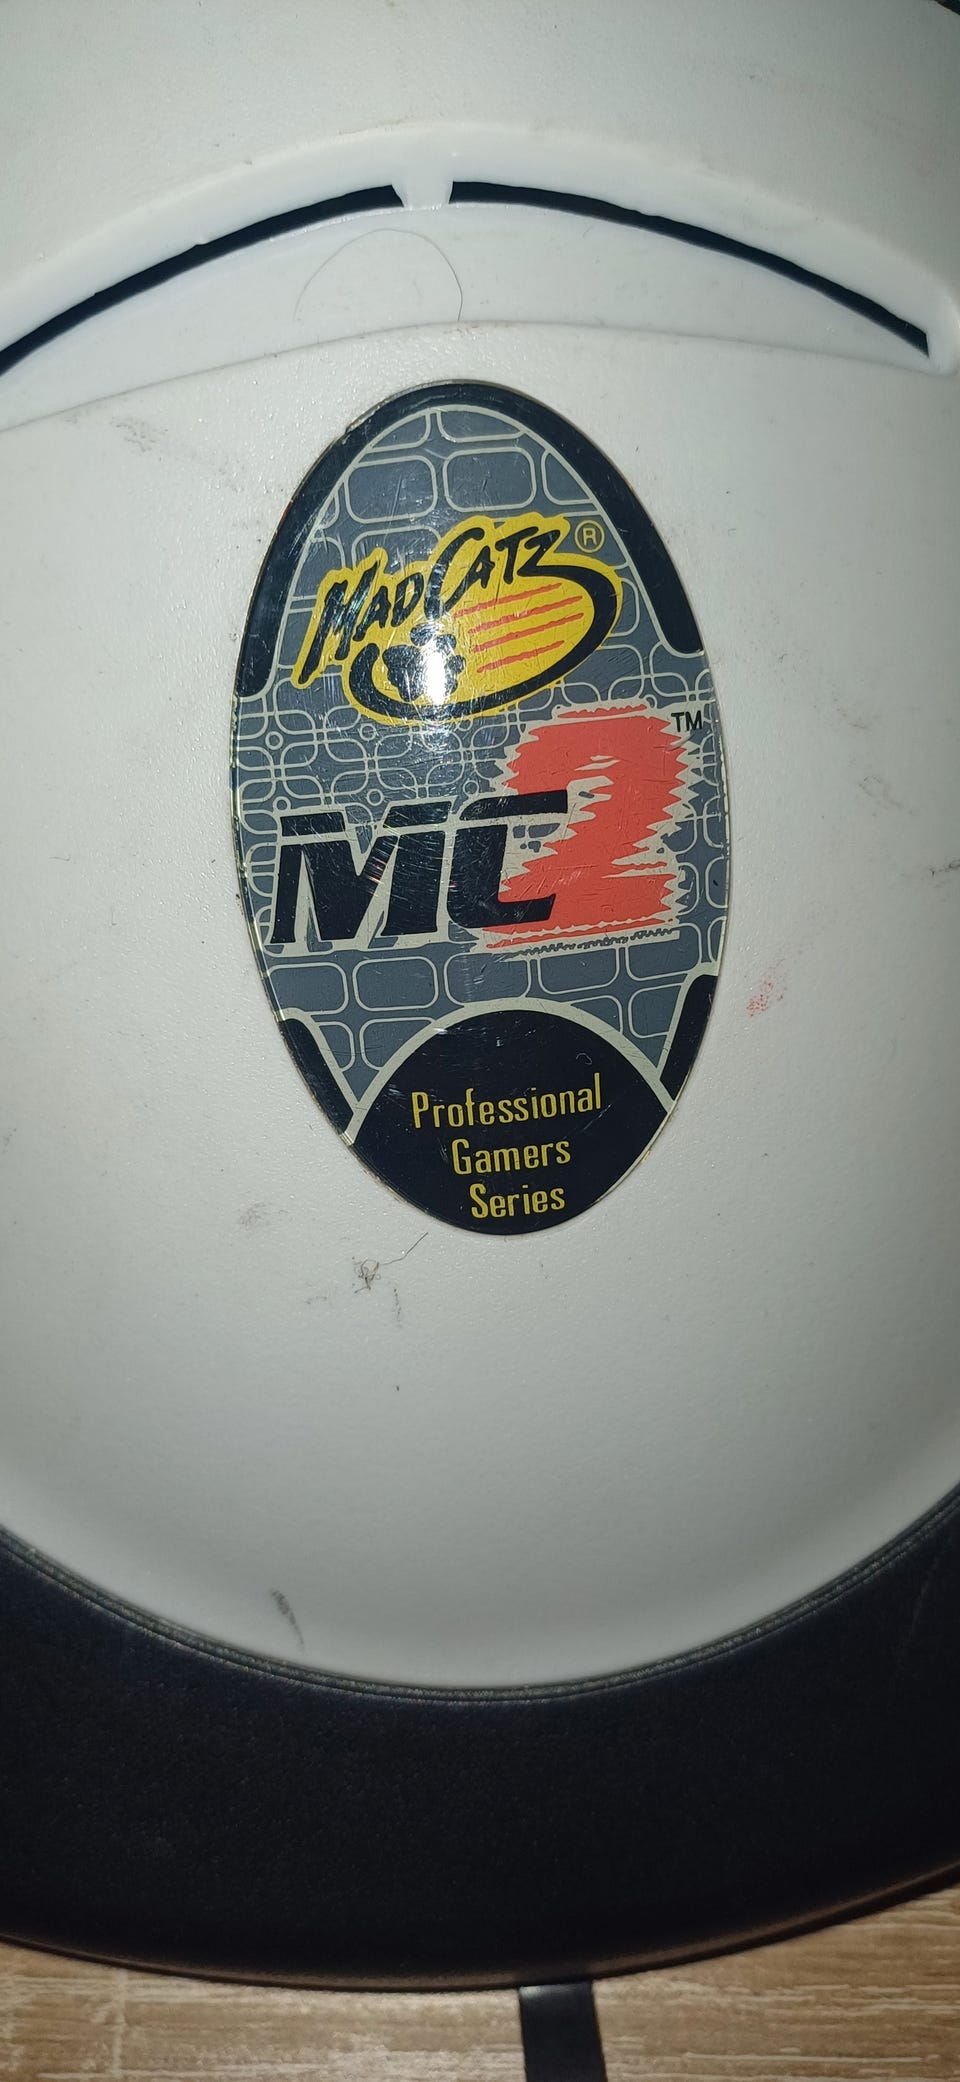 MADCATZ®
MC2™
Professional
Gamers
Series